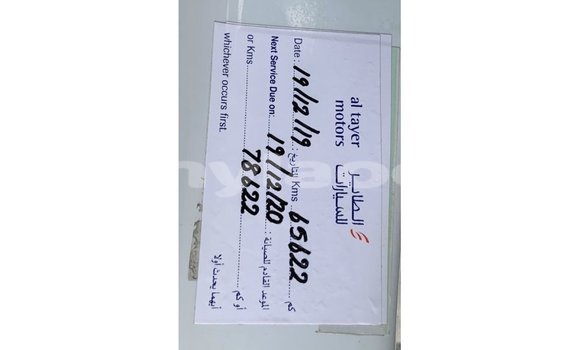 al tayer الطاير
motors للسيارات
Date: 19/12/19 التاريخ: Kms 65622 كم
Next Service Due on: 19/12/20 الموعد القادم للصيانة:
or Kms 78622 أو كم
whichever occurs first. أيهما يحدث أولا